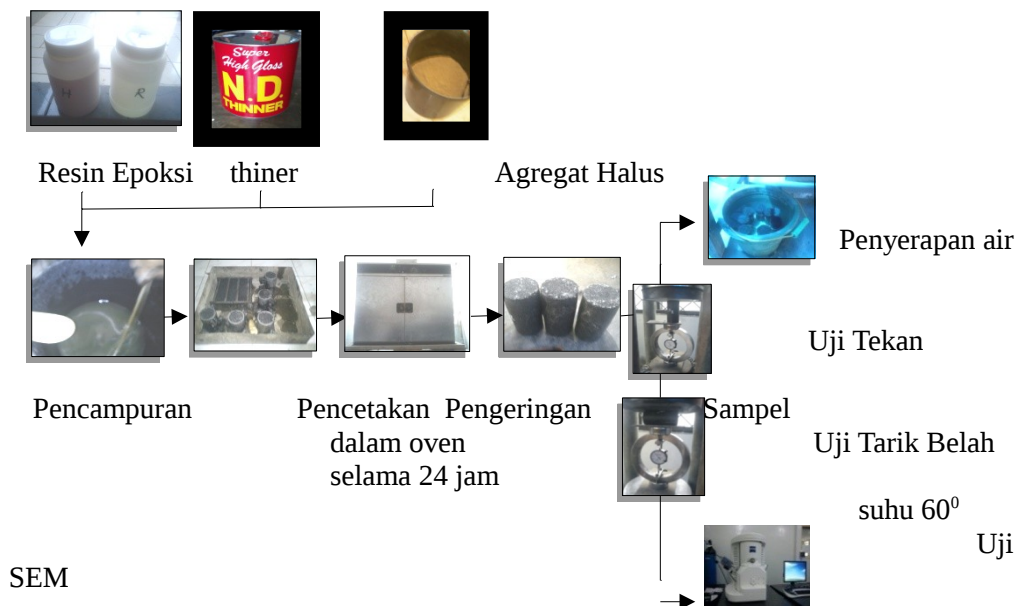 H
R
Super
High Gloss
N.D.
THINNER
Resin Epoksi thiner Agregat Halus
Penyerapan air
Uji Tekan
Pencampuran Pencetakan Pengeringan Sampel
dalam oven
Uji Tarik Belah
selama 24 jam
suhu 60⁰
Uji
SEM